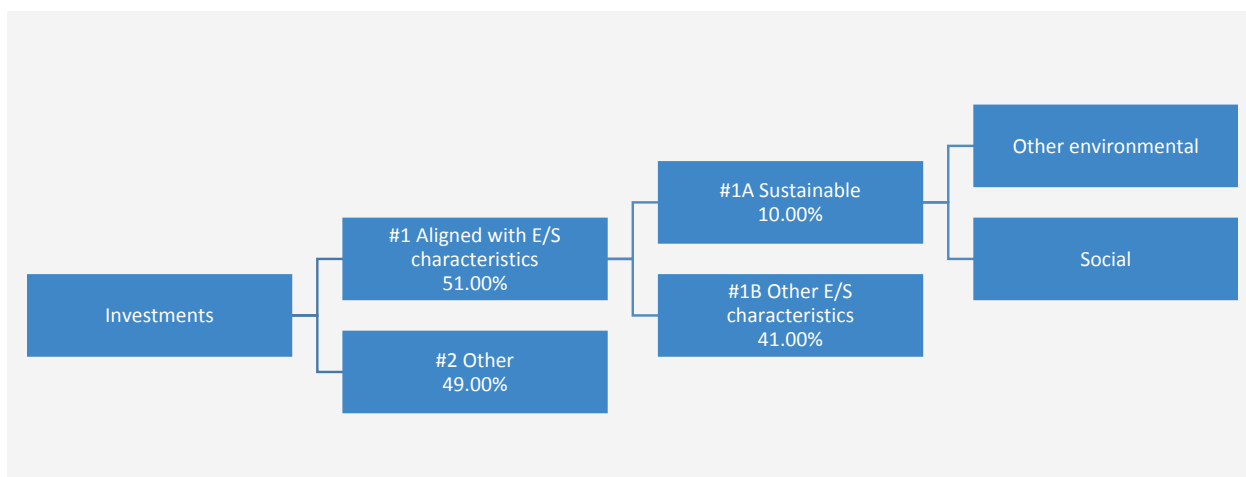 Investments
#1 Aligned with E/S
characteristics
51.00%
#2 Other
49.00%
#1A Sustainable
10.00%
#1B Other E/S
characteristics
41.00%
Other environmental
Social